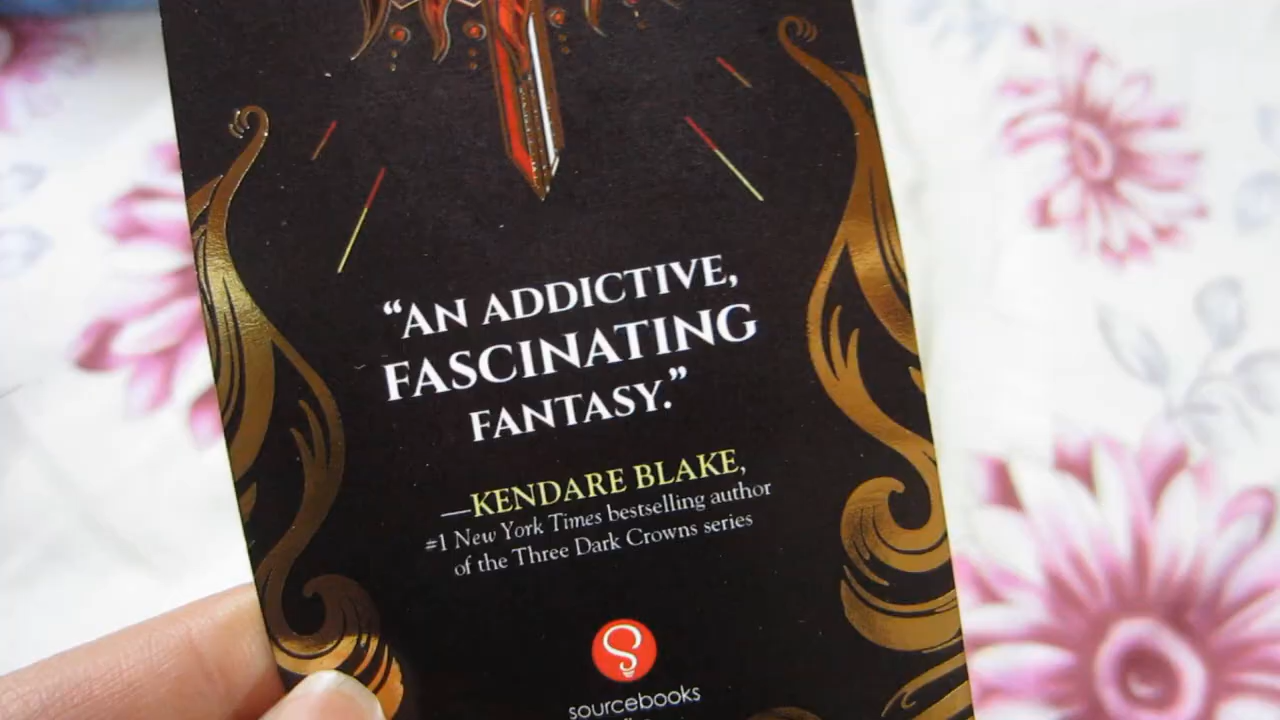 “AN ADDICTIVE,
FASCINATING
FANTASY.”
—KENDARE BLAKE,
#1 New York Times bestselling author
of the Three Dark Crowns series
sourcebooks